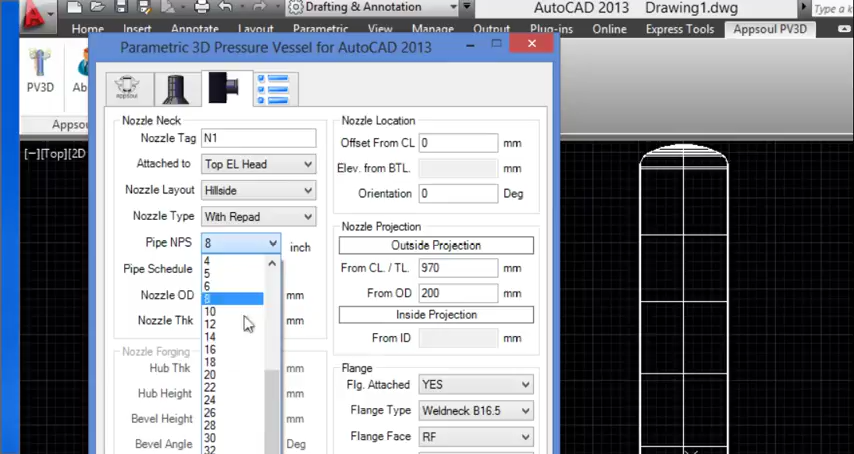 Drafting & Annotation
AutoCAD 2013 Drawing1.dwg
Type a k
Home
Annotate
Layout
Parametric
View
Manage
Output
Plug-ins
Online
Express Tools
Appsoul PV3D
Parametric 3D Pressure Vessel for AutoCAD 2013
PV3D
Ab
Appsou
[−][Top][2D
appsoul
Nozzle Neck
Nozzle Tag N1
Attached to Top EL Head
Nozzle Layout Hillside
Nozzle Type With Repad
Pipe NPS 8 inch
Pipe Schedule
Nozzle OD mm
Nozzle Thk mm
4
5
6
8
10
12
14
16
18
20
22
24
26
28
30
32
Nozzle Forging
Hub Thk mm
Hub Height mm
Bevel Height mm
Bevel Angle Deg
Nozzle Location
Offset From CL 0 mm
Elev. from BTL. mm
Orientation 0 Deg
Nozzle Projection
Outside Projection
From CL. / TL. 970 mm
From OD 200 mm
Inside Projection
From ID mm
Flange
Flg. Attached YES
Flange Type Weldneck B16.5
Flange Face RF